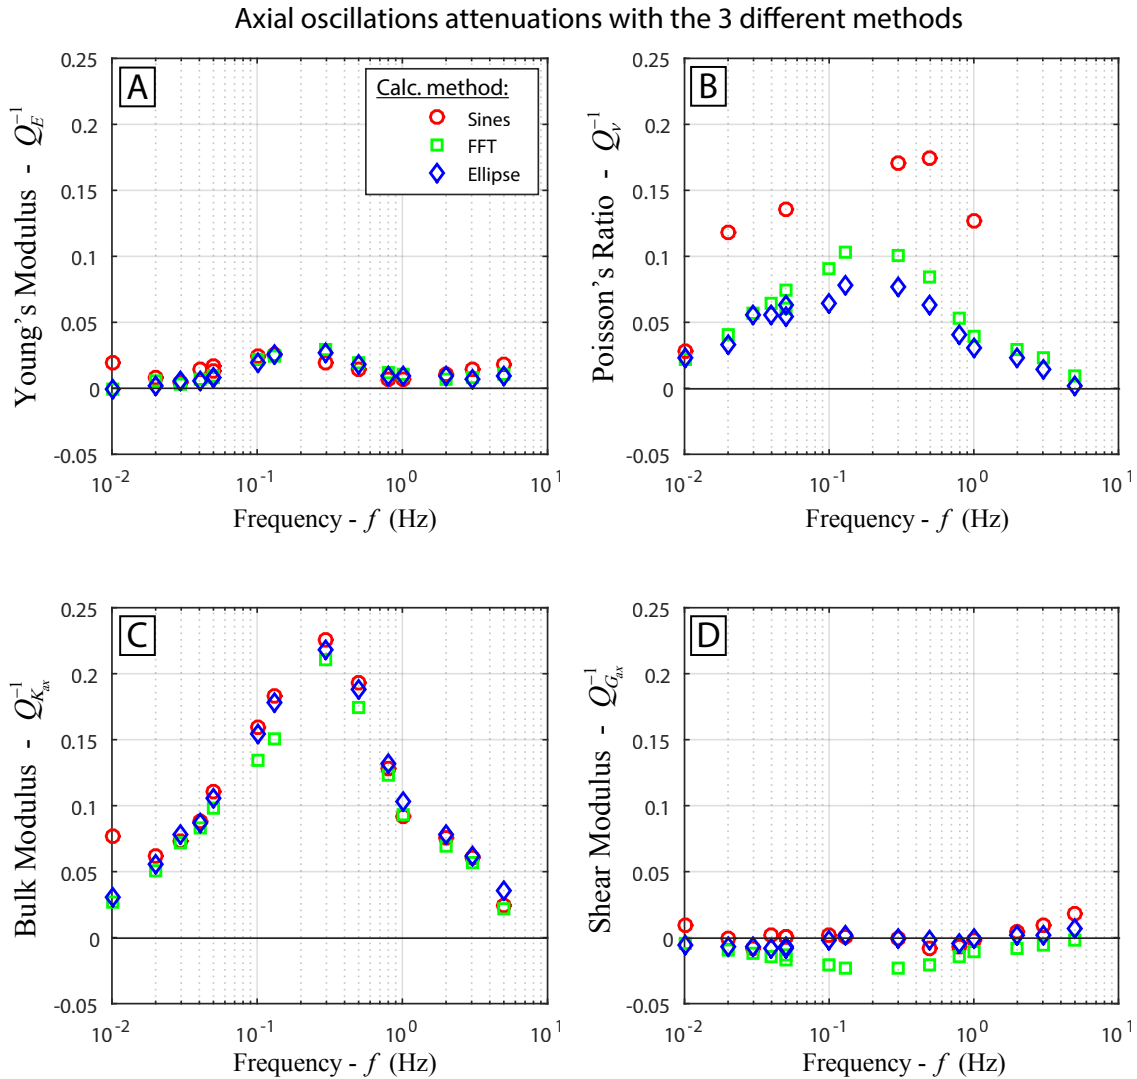 Axial oscillations attenuations with the 3 different methods
A
Calc. method:
Sines
FFT
Ellipse
Young's Modulus - Q_E^-1
0.25
0.2
0.15
0.1
0.05
0
-0.05
10^-2 10^-1 10^0 10^1
Frequency - f (Hz)
B
Poisson's Ratio - Q_ν^-1
0.25
0.2
0.15
0.1
0.05
0
-0.05
10^-2 10^-1 10^0 10^1
Frequency - f (Hz)
C
Bulk Modulus - Q_{K_ax}^-1
0.25
0.2
0.15
0.1
0.05
0
-0.05
10^-2 10^-1 10^0 10^1
Frequency - f (Hz)
D
Shear Modulus - Q_{G_ax}^-1
0.25
0.2
0.15
0.1
0.05
0
-0.05
10^-2 10^-1 10^0 10^1
Frequency - f (Hz)